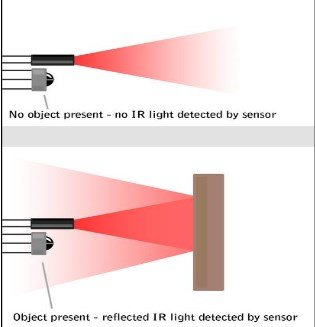 No object present - no IR light detected by sensor
Object present - reflected IR light detected by sensor